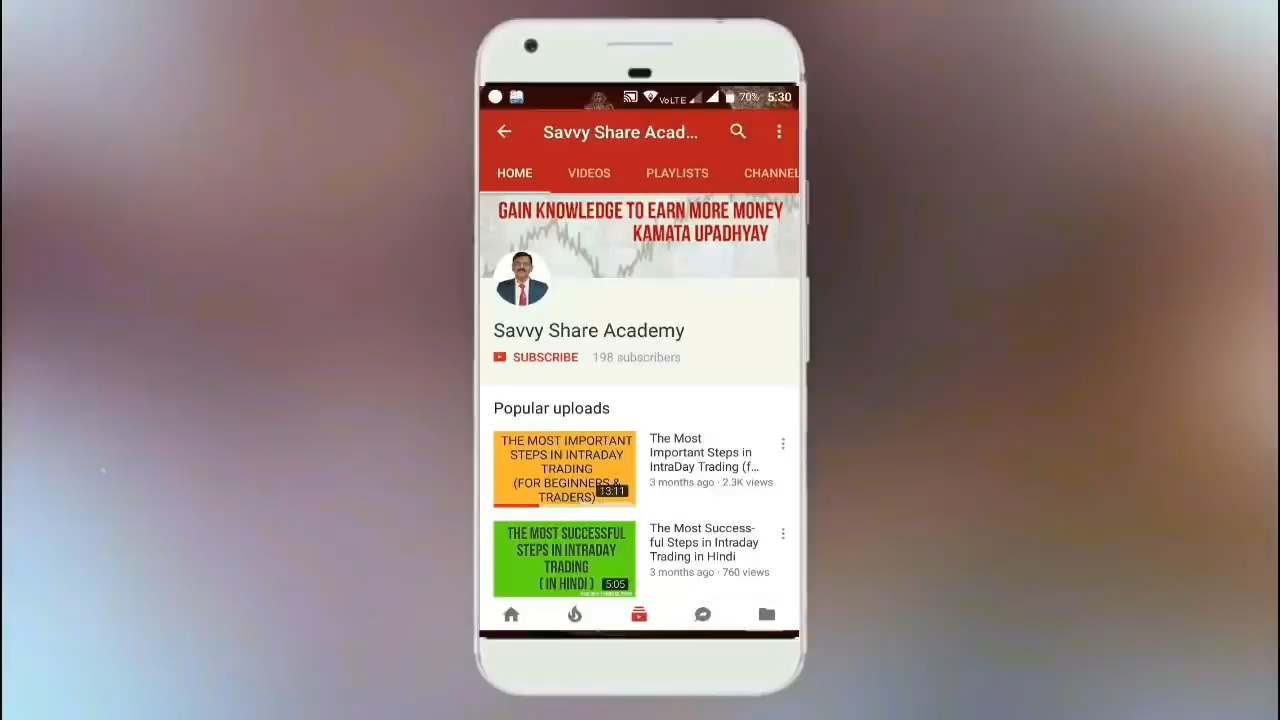 VoLTE 70% 5:30
Savvy Share Acad...
HOME VIDEOS PLAYLISTS CHANNEL
GAIN KNOWLEDGE TO EARN MORE MONEY
KAMATA UPADHYAY
Savvy Share Academy
SUBSCRIBE 198 subscribers
Popular uploads
THE MOST IMPORTANT
STEPS IN INTRADAY
TRADING
(FOR BEGINNERS &
TRADERS)
13:11
The Most
Important Steps in
IntraDay Trading (f...
3 months ago · 2.3K views
THE MOST SUCCESSFUL
STEPS IN INTRADAY
TRADING
( IN HINDI )
5:05
The Most Success-
ful Steps in Intraday
Trading in Hindi
3 months ago · 760 views